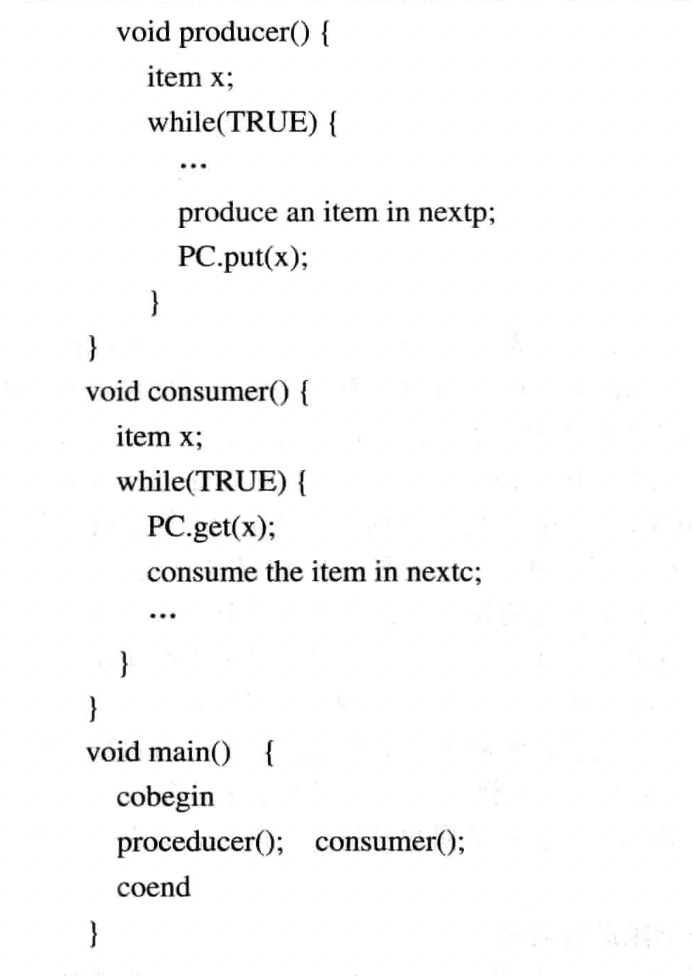 void producer() {
item x;
while(TRUE) {
…
produce an item in nextp;
PC.put(x);
}
}
void consumer() {
item x;
while(TRUE) {
PC.get(x);
consume the item in nextc;
…
}
}
void main() {
cobegin
proceducer(); consumer();
coend
}